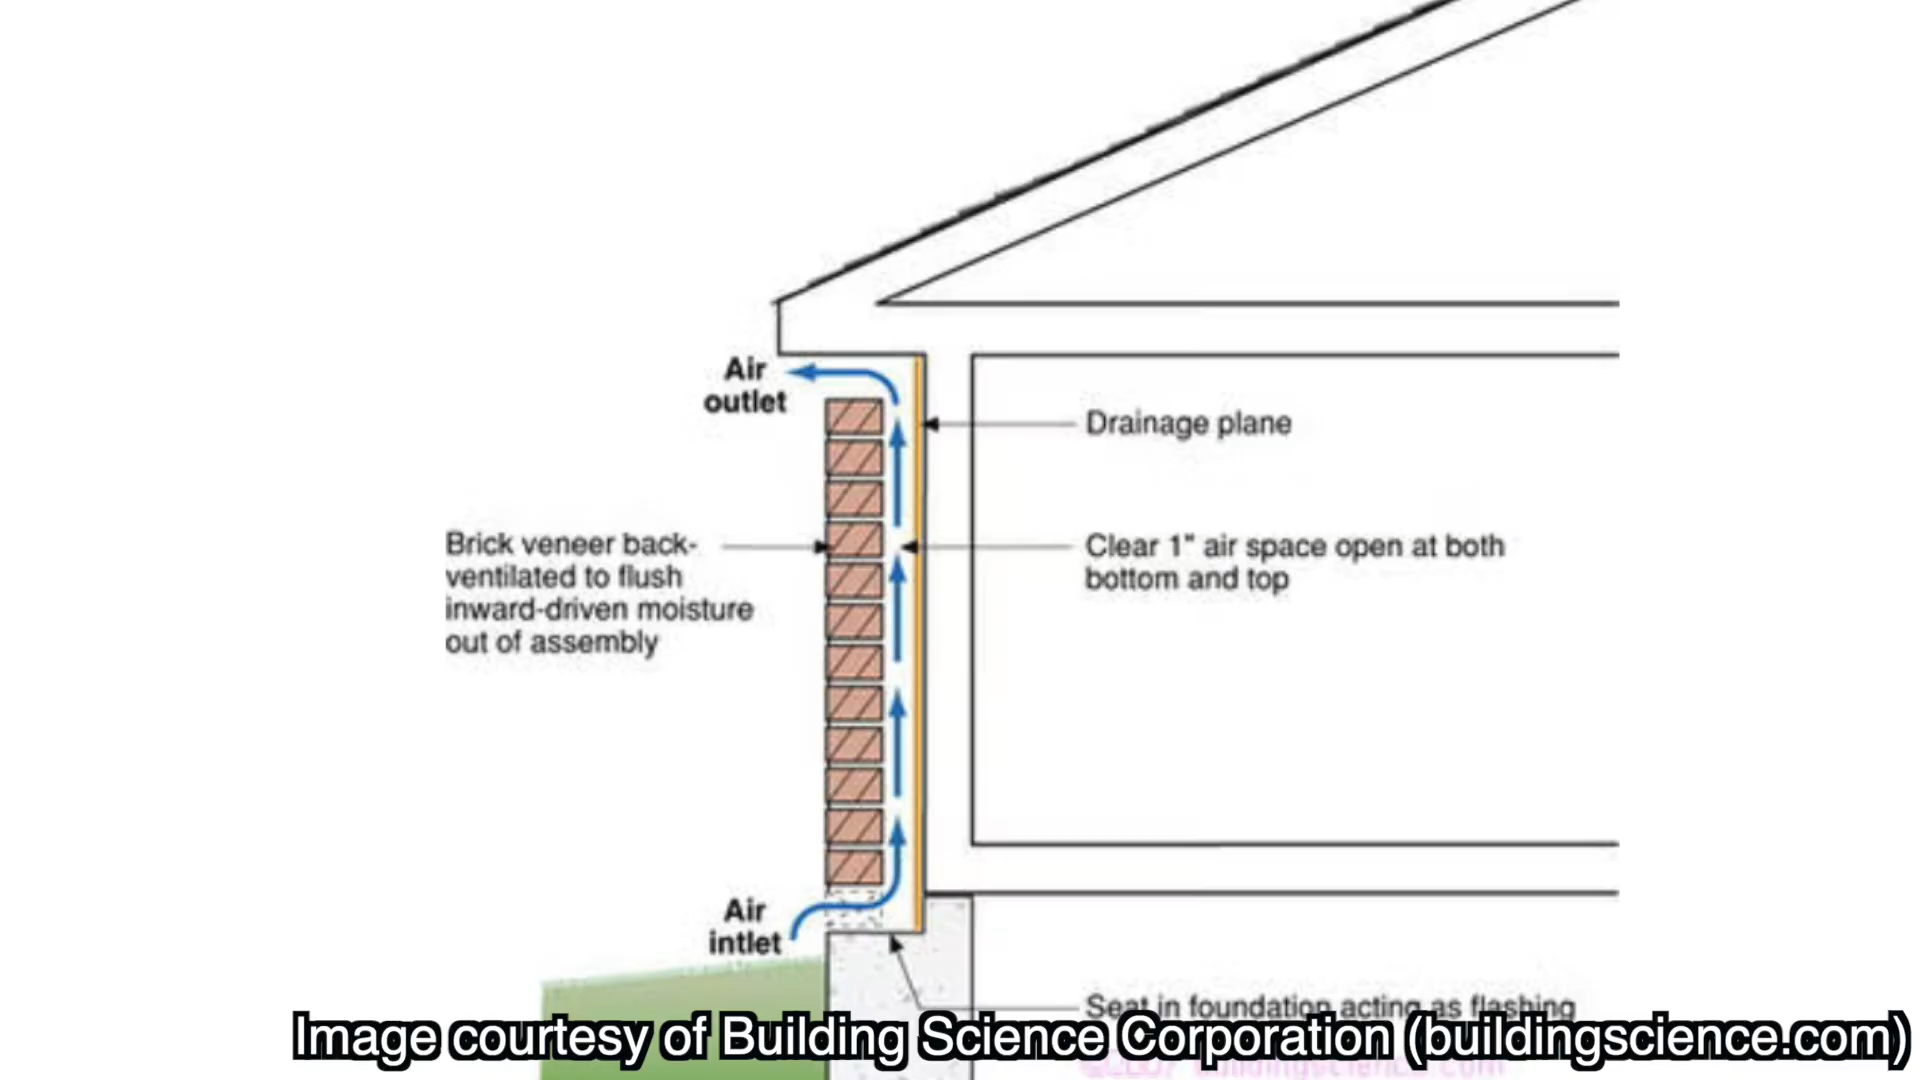 Air
outlet
Drainage plane
Brick veneer back-
ventilated to flush
inward-driven moisture
out of assembly
Clear 1" air space open at both
bottom and top
Air
intlet
Seat in foundation acting as flashing
Image courtesy of Building Science Corporation (buildingscience.com)
buildingscience.com